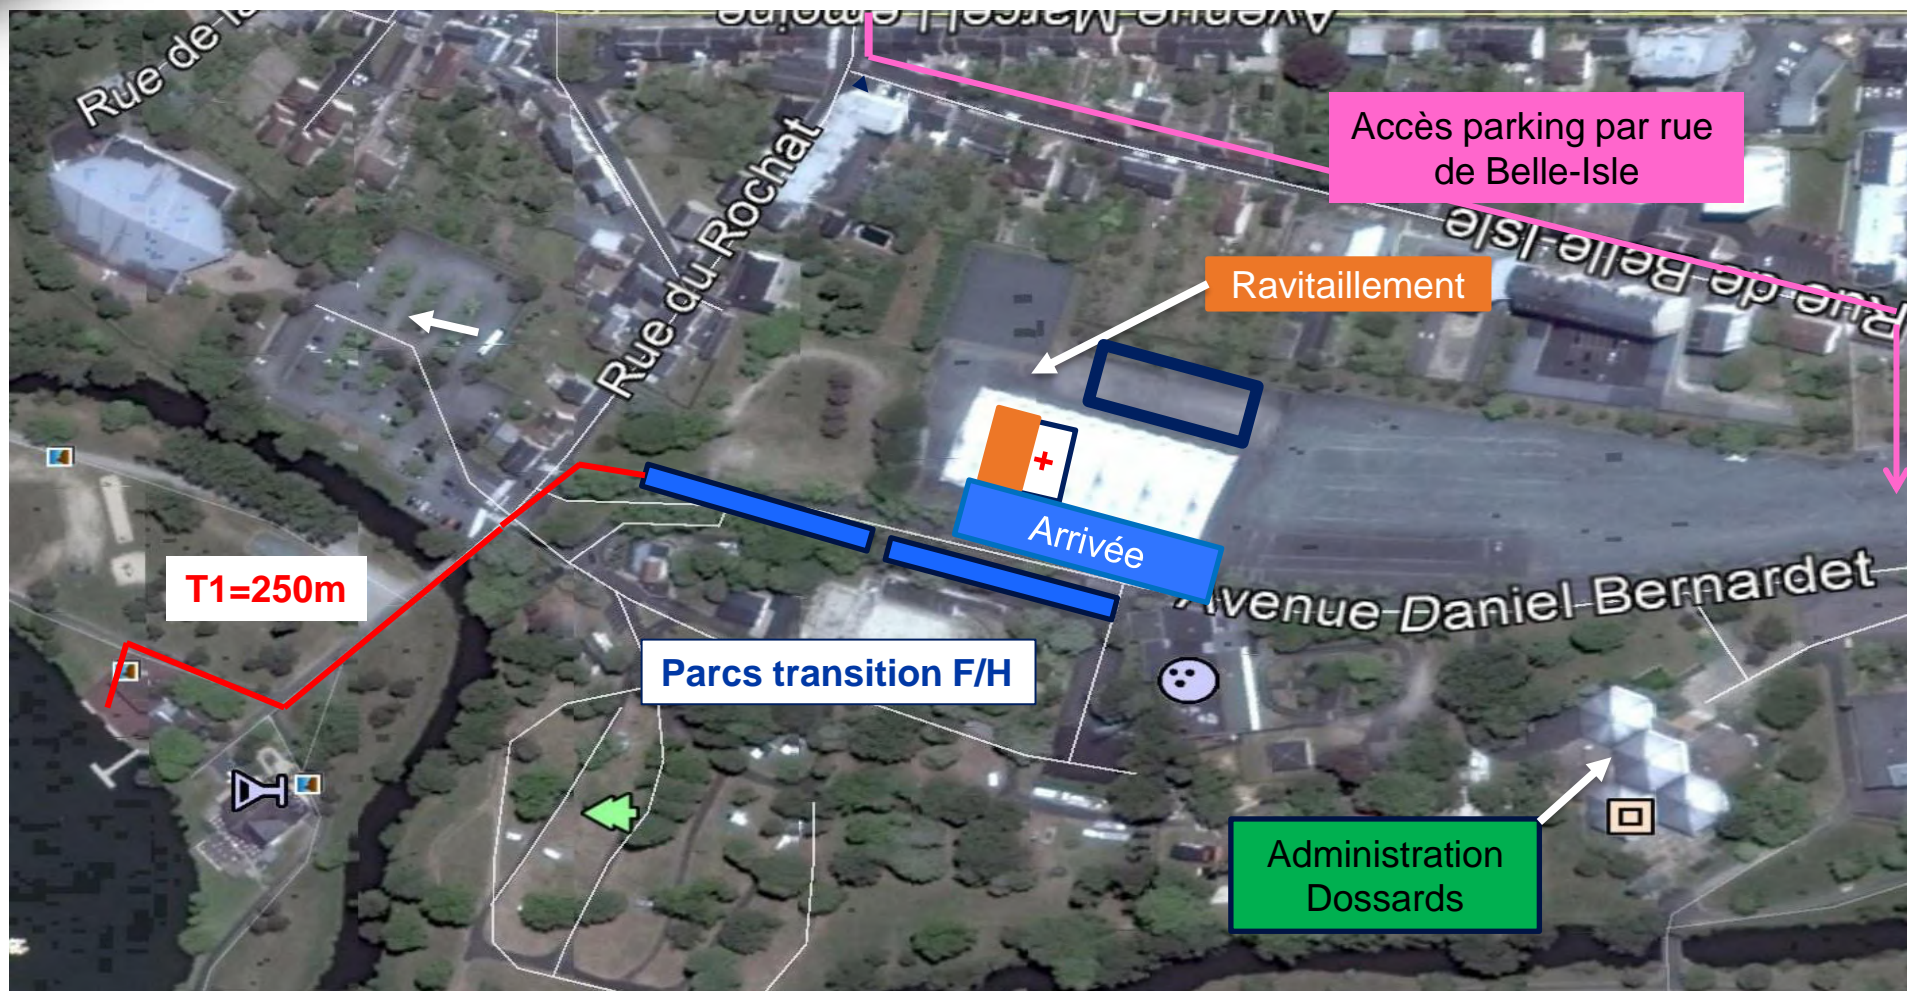 Avenue Marcel Lemoine
Rue de
Accès parking par rue
de Belle-Isle
Rue du Rochat
Rue de Belle-Isle
Ravitaillement
Arrivée
T1=250m
Avenue Daniel Bernardet
Parcs transition F/H
Administration
Dossards